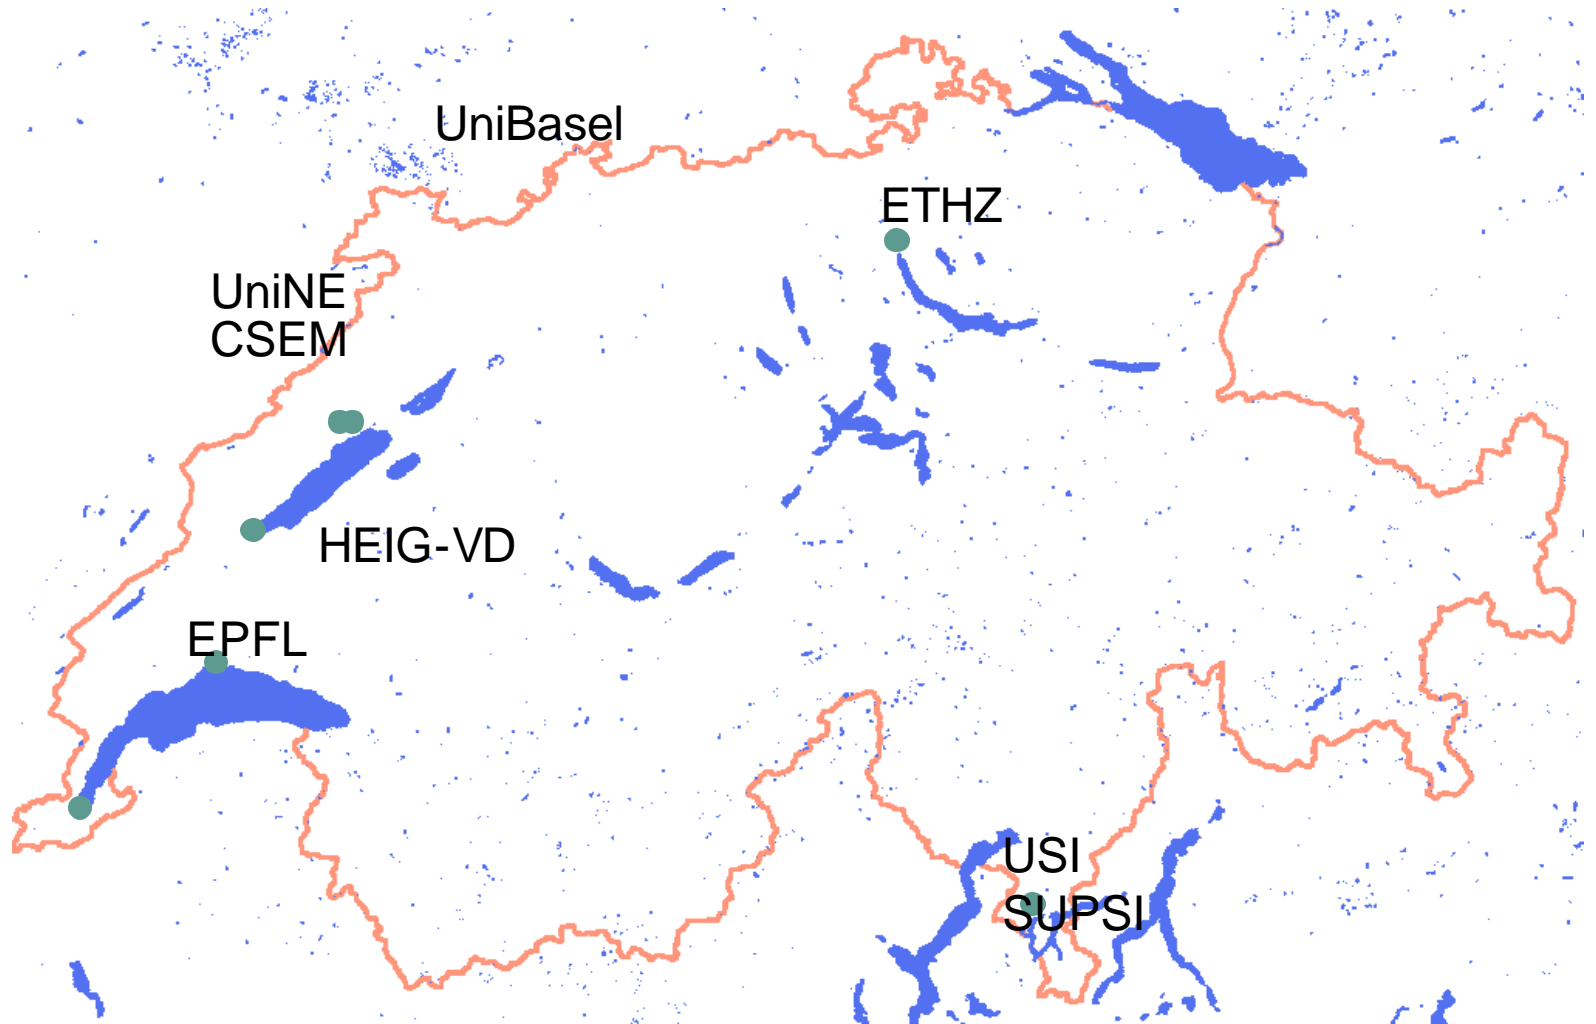 UniBasel
ETHZ
UniNE
CSEM
HEIG-VD
EPFL
USI
SUPSI